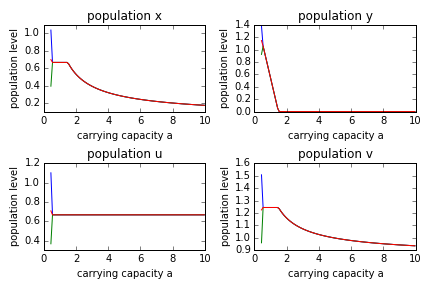 population x
population level
1.0
0.8
0.6
0.4
0.2
0 2 4 6 8 10
carrying capacity a
population y
population level
1.4
1.2
1.0
0.8
0.6
0.4
0.2
0.0
0 2 4 6 8 10
carrying capacity a
population u
population level
1.2
1.0
0.8
0.6
0.4
0 2 4 6 8 10
carrying capacity a
population v
population level
1.6
1.5
1.4
1.3
1.2
1.1
1.0
0.9
0 2 4 6 8 10
carrying capacity a